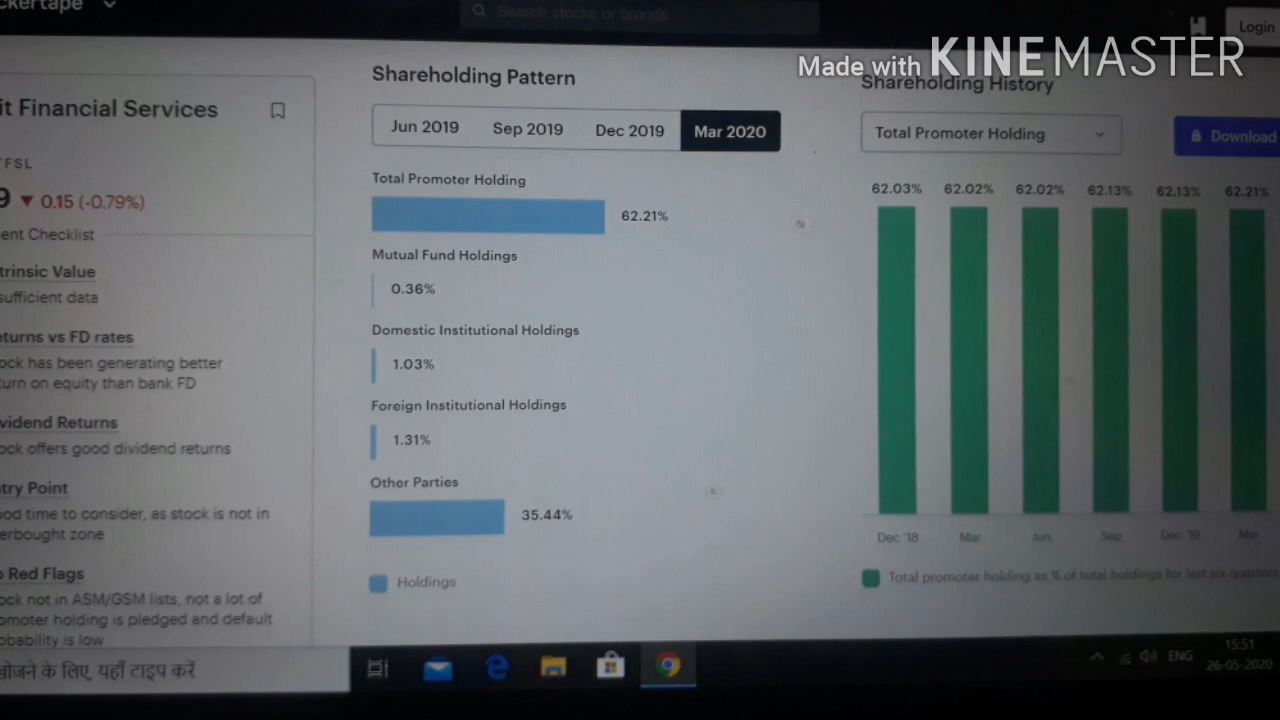 ckertape
Search stocks or brands
Login
Made with KINEMASTER
it Financial Services
TFSL
9 ▼ 0.15 (-0.79%)
ent Checklist
trinsic Value
sufficient data
eturns vs FD rates
ock has been generating better
turn on equity than bank FD
vidend Returns
ock offers good dividend returns
try Point
ood time to consider, as stock is not in
erbought zone
o Red Flags
ock not in ASM/GSM lists, not a lot of
omoter holding is pledged and default
obability is low
Shareholding Pattern
Jun 2019 Sep 2019 Dec 2019 Mar 2020
Total Promoter Holding
62.21%
Mutual Fund Holdings
0.36%
Domestic Institutional Holdings
1.03%
Foreign Institutional Holdings
1.31%
Other Parties
35.44%
Holdings
Shareholding History
Total Promoter Holding
Download
62.03% 62.02% 62.02% 62.13% 62.13% 62.21%
Dec '18 Mar Jun Sep Dec '19 Mar
Total promoter holding as % of total holdings for last six quarters
खोजने के लिए, यहाँ टाइप करें
ENG
15:51
26-05-2020